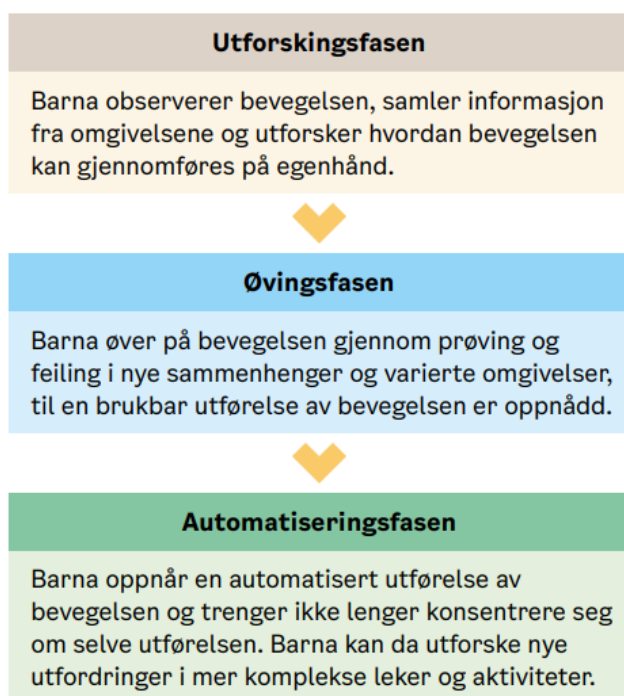 Utforskingsfasen
Barna observerer bevegelsen, samler informasjon
fra omgivelsene og utforsker hvordan bevegelsen
kan gjennomføres på egenhånd.
Øvingsfasen
Barna øver på bevegelsen gjennom prøving og
feiling i nye sammenhenger og varierte omgivelser,
til en brukbar utførelse av bevegelsen er oppnådd.
Automatiseringsfasen
Barna oppnår en automatisert utførelse av
bevegelsen og trenger ikke lenger konsentrere seg
om selve utførelsen. Barna kan da utforske nye
utfordringer i mer komplekse leker og aktiviteter.